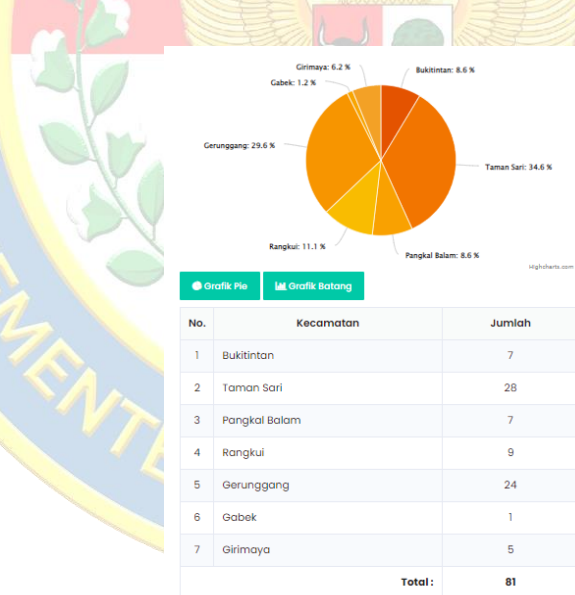 Girimaya: 6.2 %
Bukitintan: 8.6 %
Gabek: 1.2 %
Gerunggang: 29.6 %
Taman Sari: 34.6 %
Rangkui: 11.1 %
Pangkal Balam: 8.6 %
Highcharts.com
Grafik Pie Grafik Batang
No. Kecamatan Jumlah
1 Bukitintan 7
2 Taman Sari 28
3 Pangkal Balam 7
4 Rangkui 9
5 Gerunggang 24
6 Gabek 1
7 Girimaya 5
Total : 81
EMENTE